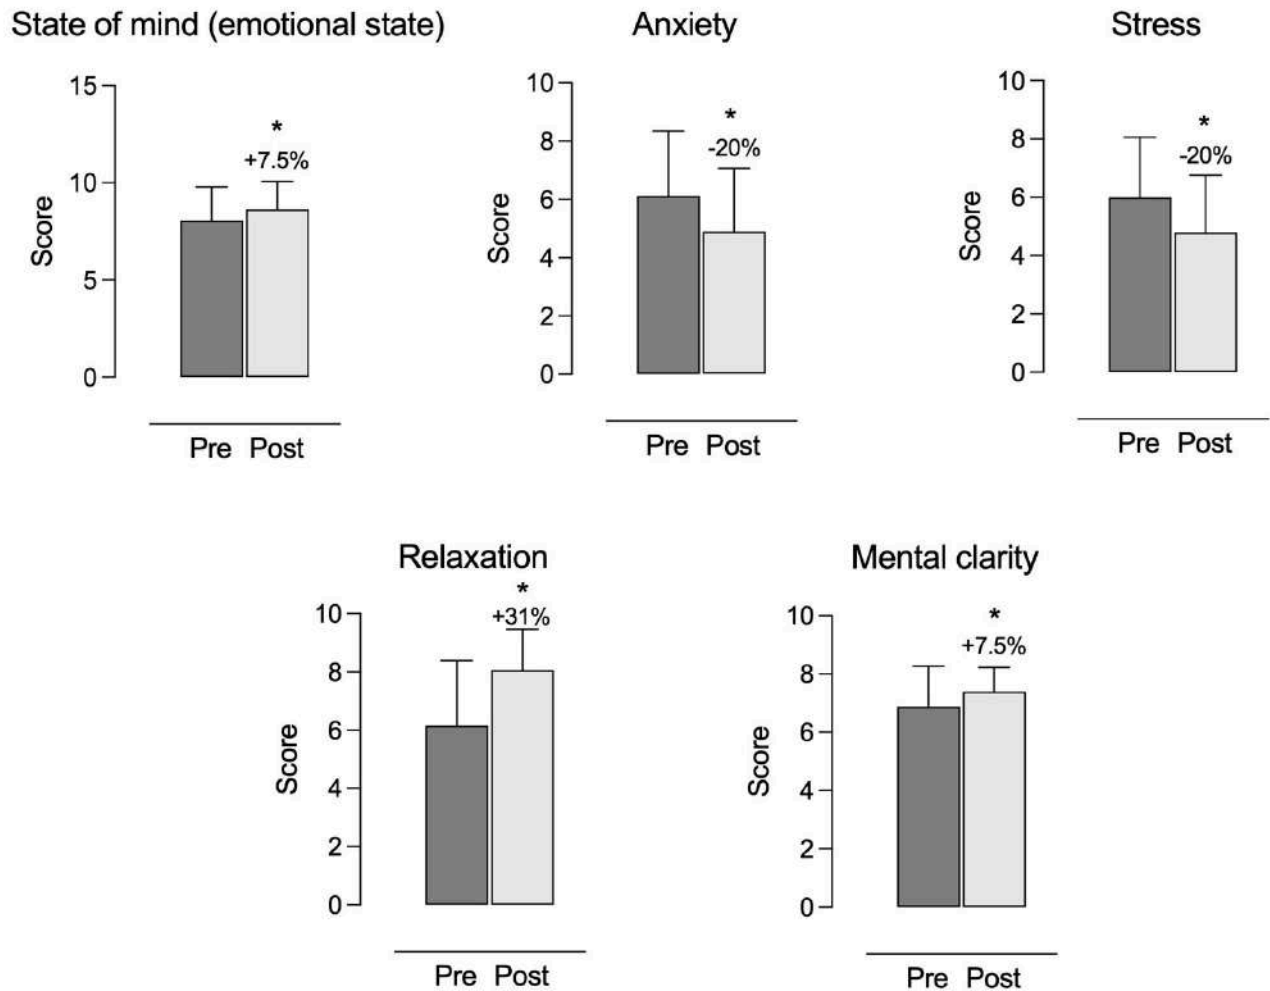 State of mind (emotional state)
15
10
5
0
Score
*
+7.5%
Pre Post
Anxiety
10
8
6
4
2
0
Score
*
-20%
Pre Post
Stress
10
8
6
4
2
0
Score
*
-20%
Pre Post
Relaxation
10
8
6
4
2
0
Score
*
+31%
Pre Post
Mental clarity
10
8
6
4
2
0
Score
*
+7.5%
Pre Post